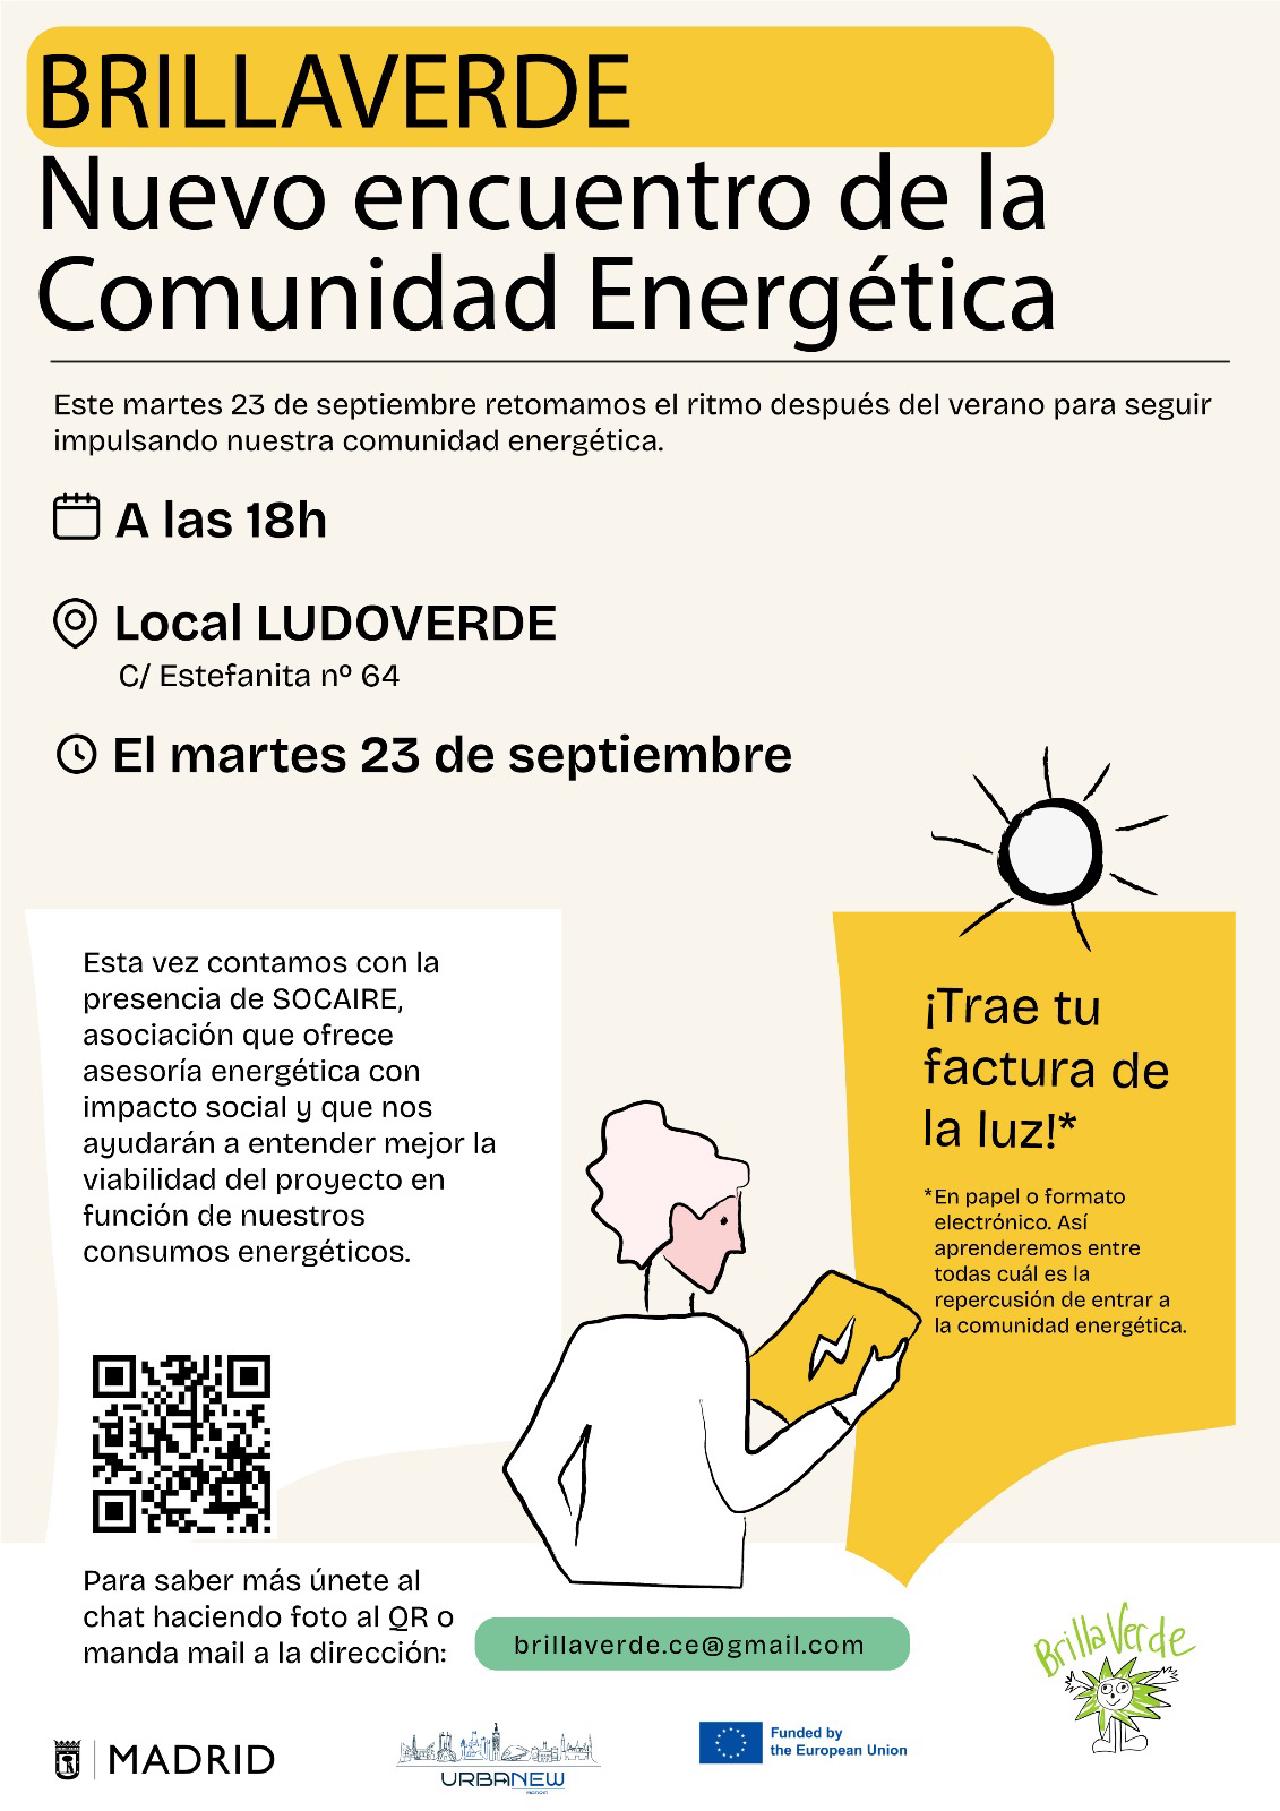 BRILLAVERDE
Nuevo encuentro de la
Comunidad Energética
Este martes 23 de septiembre retomamos el ritmo después del verano para seguir
impulsando nuestra comunidad energética.
A las 18h
Local LUDOVERDE
C/ Estefanita nº 64
El martes 23 de septiembre
Esta vez contamos con la
presencia de SOCAIRE,
asociación que ofrece
asesoría energética con
impacto social y que nos
ayudarán a entender mejor la
viabilidad del proyecto en
función de nuestros
consumos energéticos.
¡Trae tu
factura de
la luz!*
*En papel o formato
electrónico. Así
aprenderemos entre
todas cuál es la
repercusión de entrar a
la comunidad energética.
Para saber más únete al
chat haciendo foto al QR o
manda mail a la dirección:
brillaverde.ce@gmail.com
BrillaVerde
MADRID
URBANEW
Funded by
the European Union